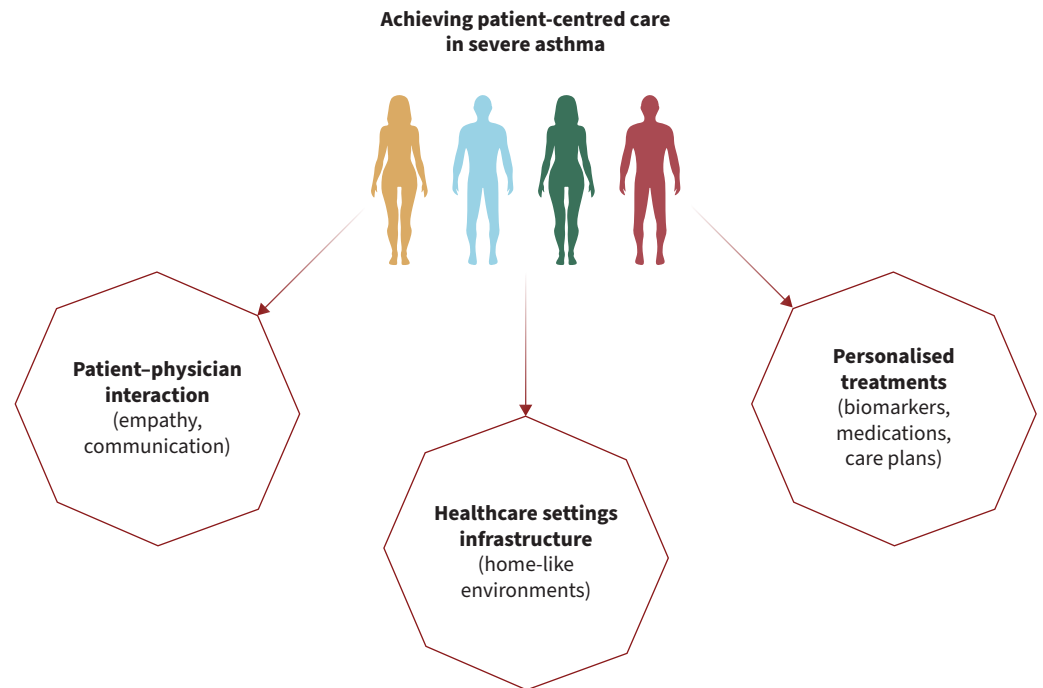 Achieving patient-centred care
in severe asthma
Patient–physician
interaction
(empathy,
communication)
Healthcare settings
infrastructure
(home-like
environments)
Personalised
treatments
(biomarkers,
medications,
care plans)